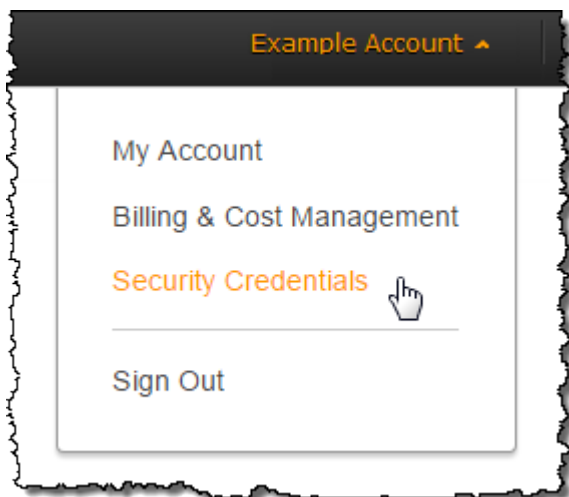 Example Account
My Account
Billing & Cost Management
Security Credentials
Sign Out